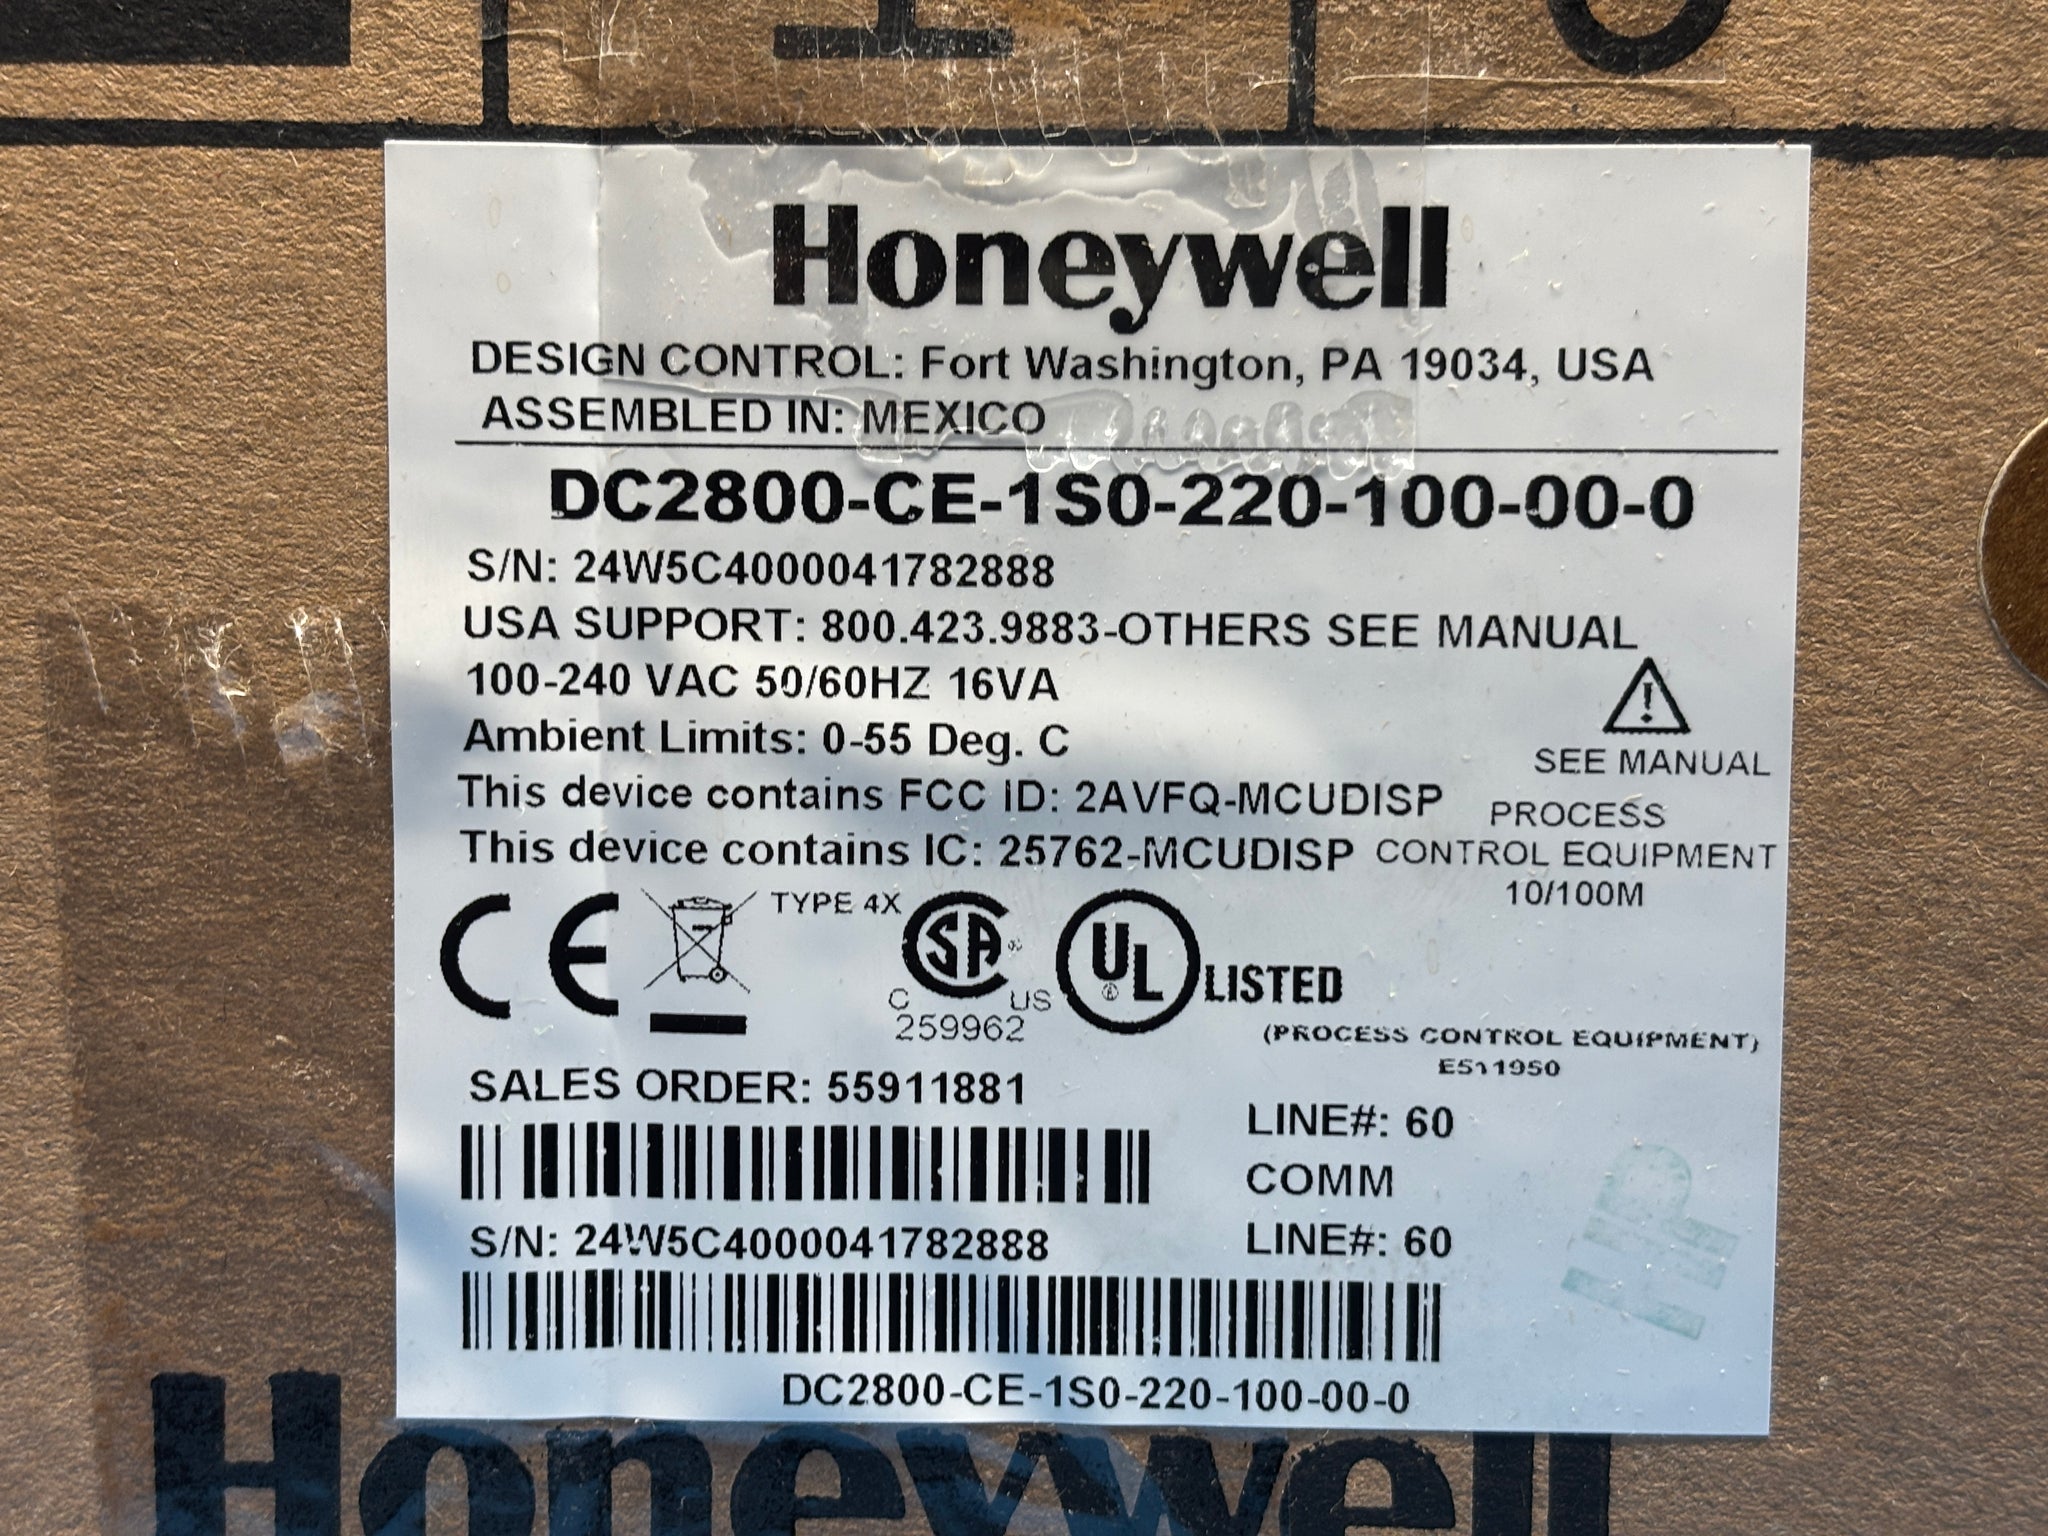 Honeywell
DESIGN CONTROL: Fort Washington, PA 19034, USA
ASSEMBLED IN: MEXICO
DC2800-CE-1S0-220-100-00-0
S/N: 24W5C4000041782888
USA SUPPORT: 800.423.9883-OTHERS SEE MANUAL
100-240 VAC 50/60HZ 16VA
Ambient Limits: 0-55 Deg. C
SEE MANUAL
This device contains FCC ID: 2AVFQ-MCUDISP
This device contains IC: 25762-MCUDISP
PROCESS
CONTROL EQUIPMENT
10/100M
CE
TYPE 4X
SA ®
C US
259962
UL LISTED
(PROCESS CONTROL EQUIPMENT)
E511950
SALES ORDER: 55911881
LINE#: 60
COMM
S/N: 24W5C4000041782888
LINE#: 60
DC2800-CE-1S0-220-100-00-0
Honeywell